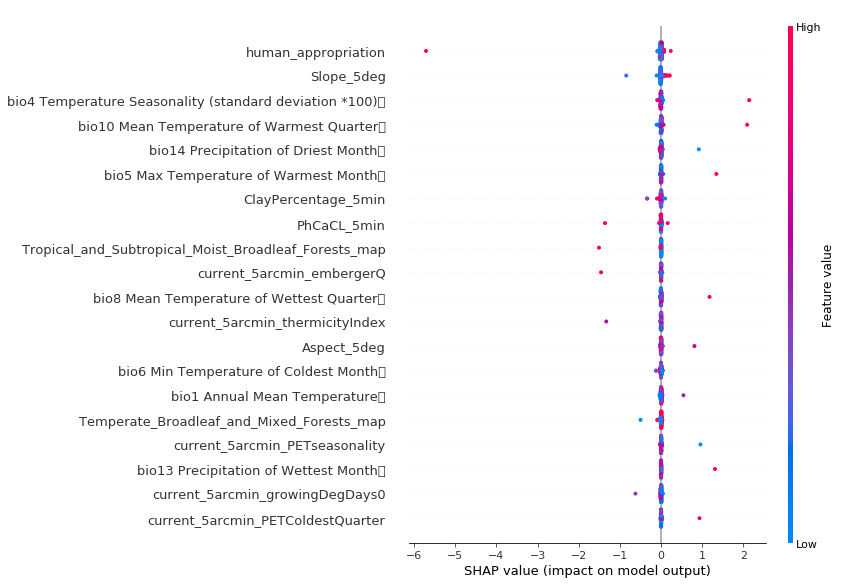 High
human_appropriation
Slope_5deg
bio4 Temperature Seasonality (standard deviation *100)▯
bio10 Mean Temperature of Warmest Quarter▯
bio14 Precipitation of Driest Month▯
bio5 Max Temperature of Warmest Month▯
ClayPercentage_5min
PhCaCL_5min
Tropical_and_Subtropical_Moist_Broadleaf_Forests_map
current_5arcmin_embergerQ
bio8 Mean Temperature of Wettest Quarter▯
current_5arcmin_thermicityIndex
Aspect_5deg
bio6 Min Temperature of Coldest Month▯
bio1 Annual Mean Temperature▯
Temperate_Broadleaf_and_Mixed_Forests_map
current_5arcmin_PETseasonality
bio13 Precipitation of Wettest Month▯
current_5arcmin_growingDegDays0
current_5arcmin_PETColdestQuarter
Feature value
Low
−6 −5 −4 −3 −2 −1 0 1 2
SHAP value (impact on model output)